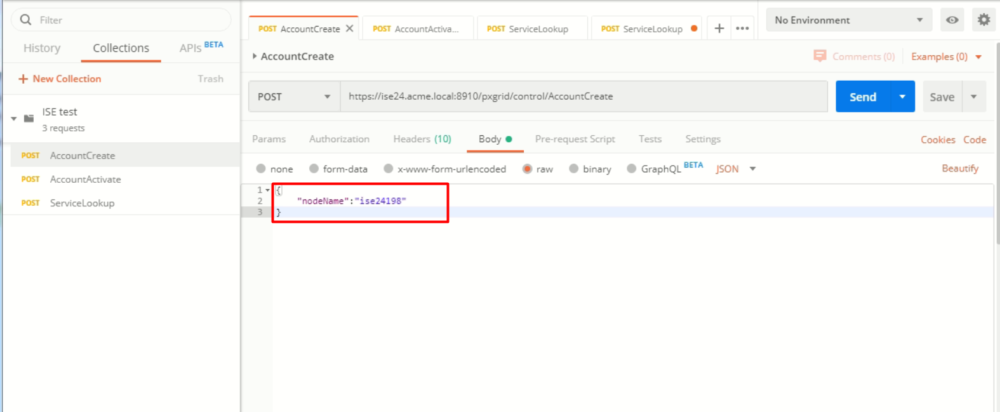 Filter
History Collections APIs BETA
+ New Collection Trash
ISE test
3 requests
POST AccountCreate
POST AccountActivate
POST ServiceLookup
POST AccountCreate POST AccountActiva... POST ServiceLookup POST ServiceLookup
No Environment
AccountCreate
Comments (0) Examples (0)
POST https://ise24.acme.local:8910/pxgrid/control/AccountCreate Send Save
Params Authorization Headers (10) Body Pre-request Script Tests Settings Cookies Code
none form-data x-www-form-urlencoded raw binary GraphQL BETA JSON Beautify
1 {
2 "nodeName":"ise24198"
3 }